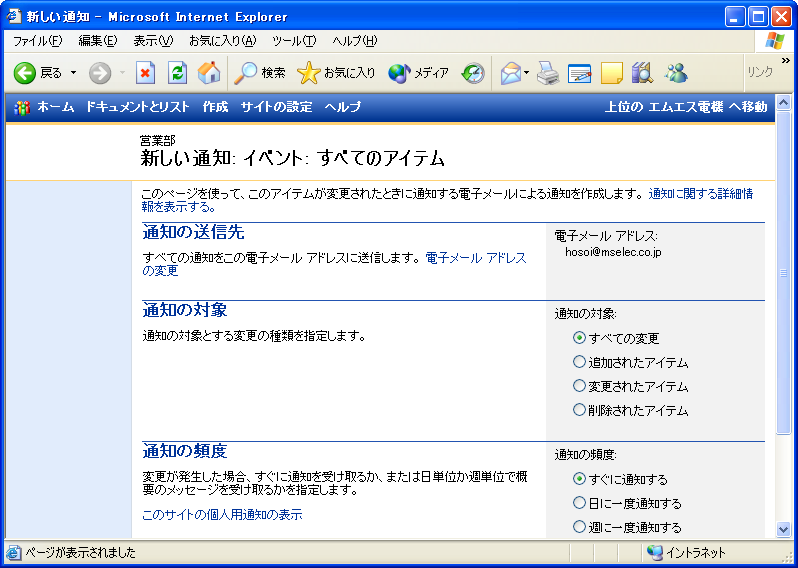 新しい通知 - Microsoft Internet Explorer
ファイル(F) 編集(E) 表示(V) お気に入り(A) ツール(T) ヘルプ(H)
戻る 検索 お気に入り メディア リンク »
ホーム ドキュメントとリスト 作成 サイトの設定 ヘルプ 上位の エムエス電機 へ移動
営業部
新しい通知: イベント: すべてのアイテム
このページを使って、このアイテムが変更されたときに通知する電子メールによる通知を作成します。 通知に関する詳細情
報を表示する。
通知の送信先
すべての通知をこの電子メール アドレスに送信します。 電子メール アドレス
の変更
電子メール アドレス:
hosoi@mselec.co.jp
通知の対象
通知の対象とする変更の種類を指定します。
通知の対象:
すべての変更
追加されたアイテム
変更されたアイテム
削除されたアイテム
通知の頻度
変更が発生した場合、すぐに通知を受け取るか、または日単位か週単位で概
要のメッセージを受け取るかを指定します。
このサイトの個人用通知の表示
通知の頻度:
すぐに通知する
日に一度通知する
週に一度通知する
ページが表示されました イントラネット